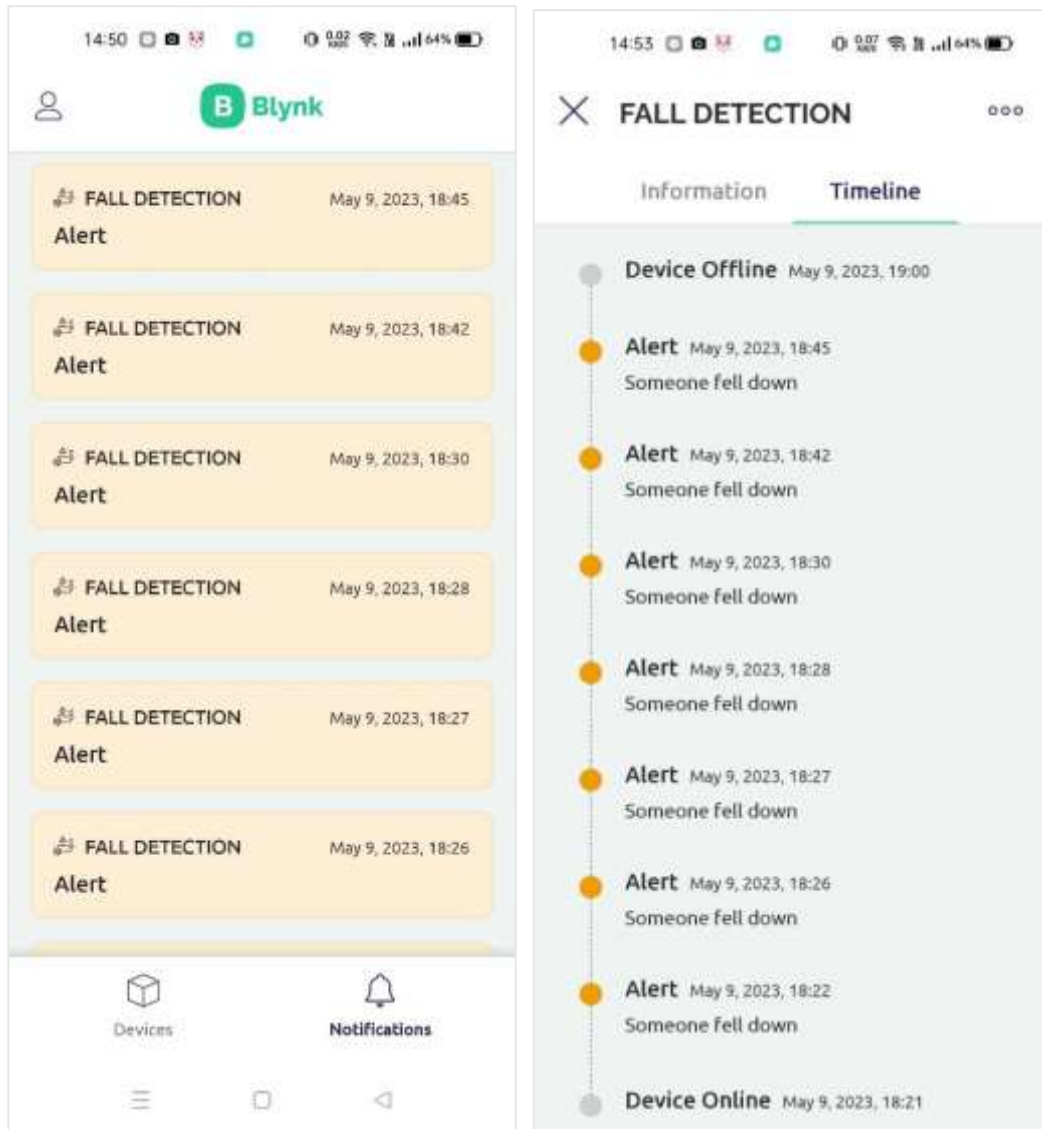 14:50
64%
B Blynk
FALL DETECTION May 9, 2023, 18:45
Alert
FALL DETECTION May 9, 2023, 18:42
Alert
FALL DETECTION May 9, 2023, 18:30
Alert
FALL DETECTION May 9, 2023, 18:28
Alert
FALL DETECTION May 9, 2023, 18:27
Alert
FALL DETECTION May 9, 2023, 18:26
Alert
Devices Notifications
14:53
64%
FALL DETECTION
Information Timeline
Device Offline May 9, 2023, 19:00
Alert May 9, 2023, 18:45
Someone fell down
Alert May 9, 2023, 18:42
Someone fell down
Alert May 9, 2023, 18:30
Someone fell down
Alert May 9, 2023, 18:28
Someone fell down
Alert May 9, 2023, 18:27
Someone fell down
Alert May 9, 2023, 18:26
Someone fell down
Alert May 9, 2023, 18:22
Someone fell down
Device Online May 9, 2023, 18:21